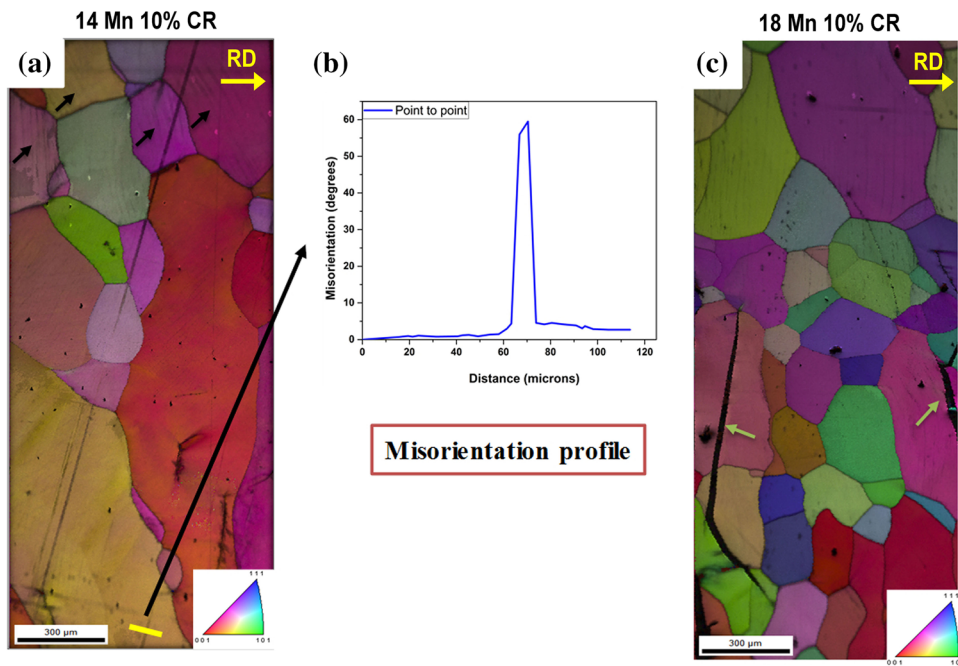 14 Mn 10% CR
18 Mn 10% CR
(a)
RD
(b)
(c)
RD
Point to point
Misorientation (degrees)
60
50
40
30
20
10
0
0
20
40
60
80
100
120
Distance (microns)
Misorientation profile
300 µm
111
001
101
300 µm
111
001